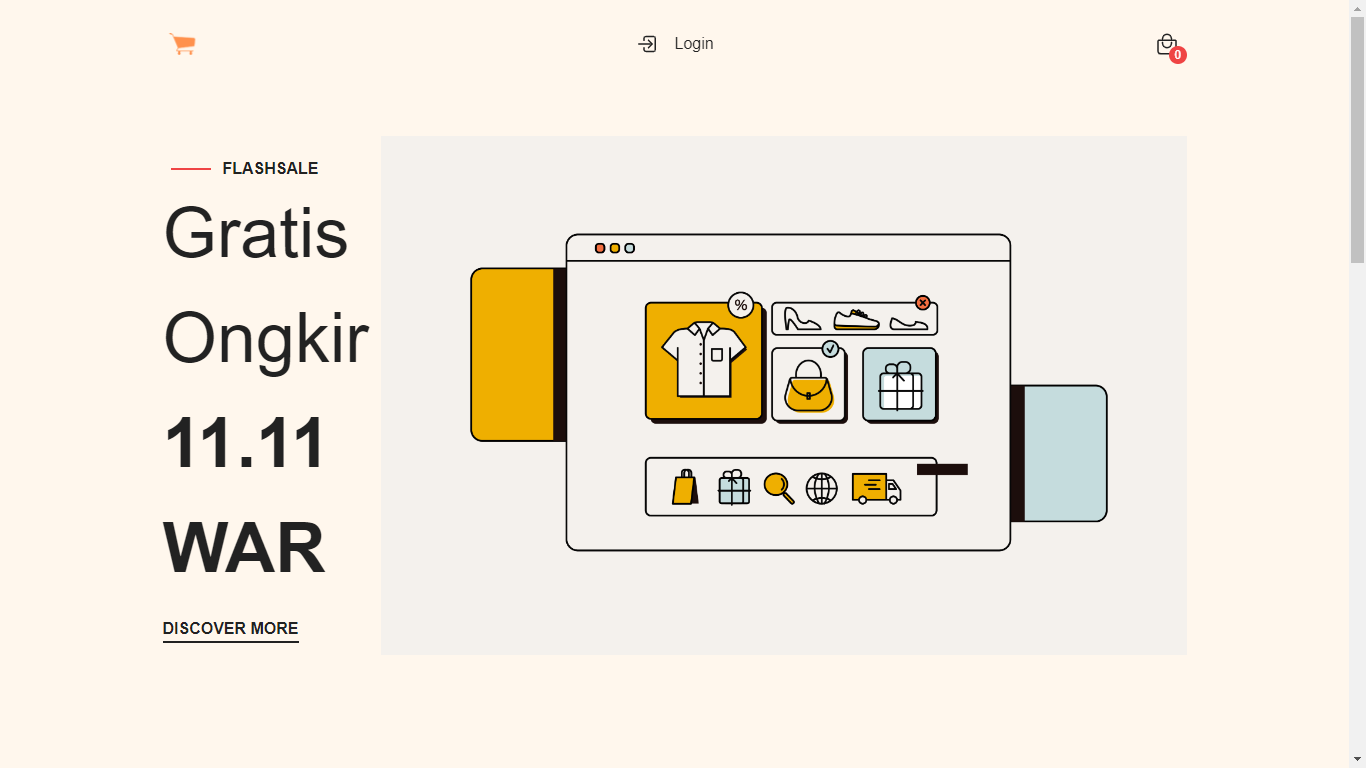 Login
0
FLASHSALE
Gratis
Ongkir
11.11
WAR
DISCOVER MORE
%